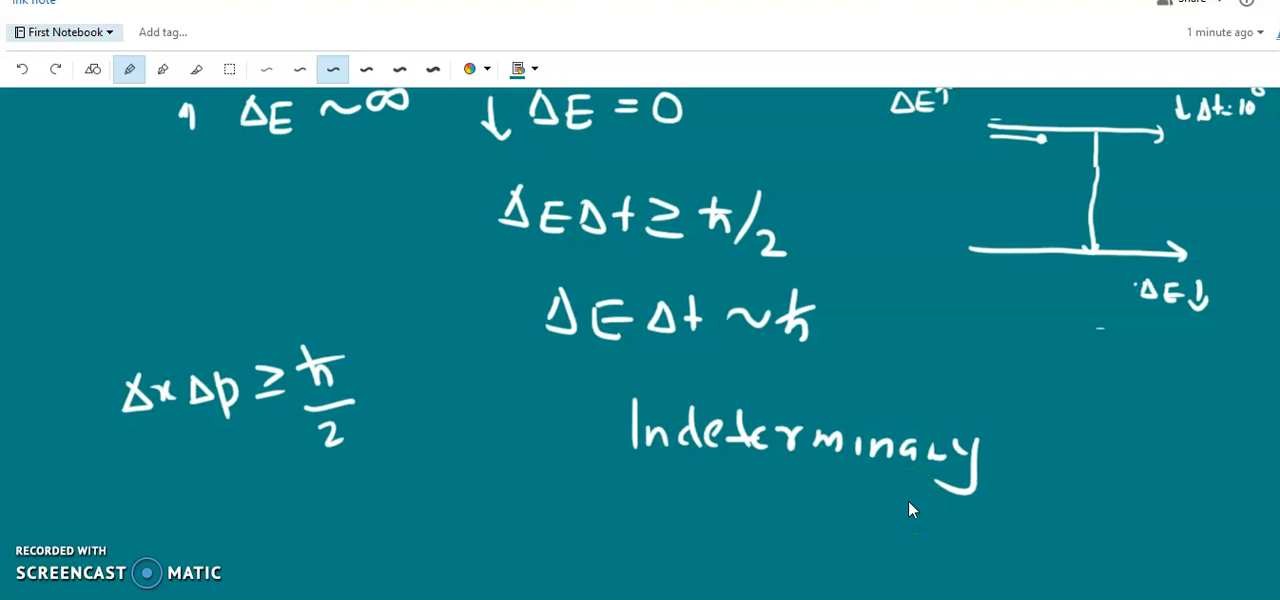 Ink note
Share
First Notebook Add tag... 1 minute ago
↑ ΔE ~ ∞ ↓ ΔE = 0 ΔE↑ ↓ Δt = 10⁰
ΔEΔt ≥ ħ/2
ΔE↓
ΔEΔt ~ ħ
Δx Δp ≥ ħ/2
Indeterminacy
RECORDED WITH
SCREENCAST MATIC